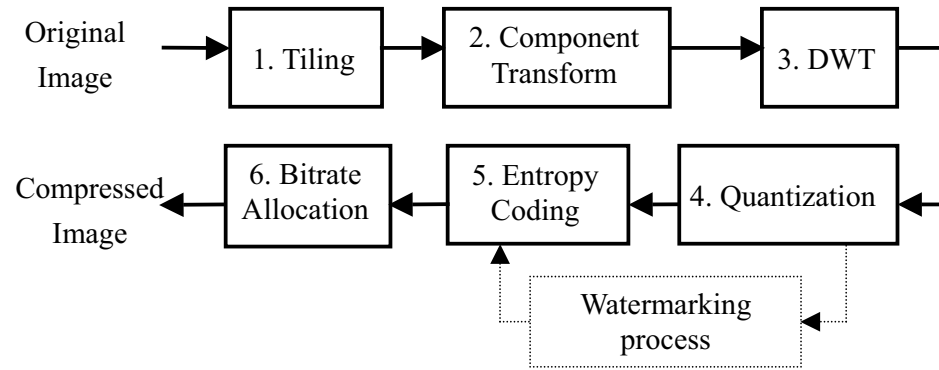 Original
Image
1. Tiling
2. Component
Transform
3. DWT
Compressed
Image
6. Bitrate
Allocation
5. Entropy
Coding
4. Quantization
Watermarking
process